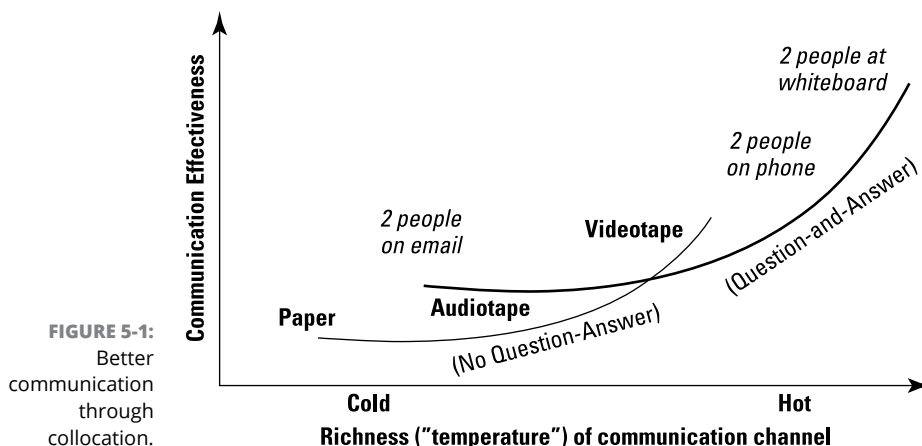 2 people at
whiteboard
2 people
on phone
2 people
on email
Videotape
Paper
Audiotape
(No Question-Answer)
(Question-and-Answer)
Communication Effectiveness
Cold
Hot
Richness ("temperature") of communication channel
FIGURE 5-1:
Better
communication
through
collocation.